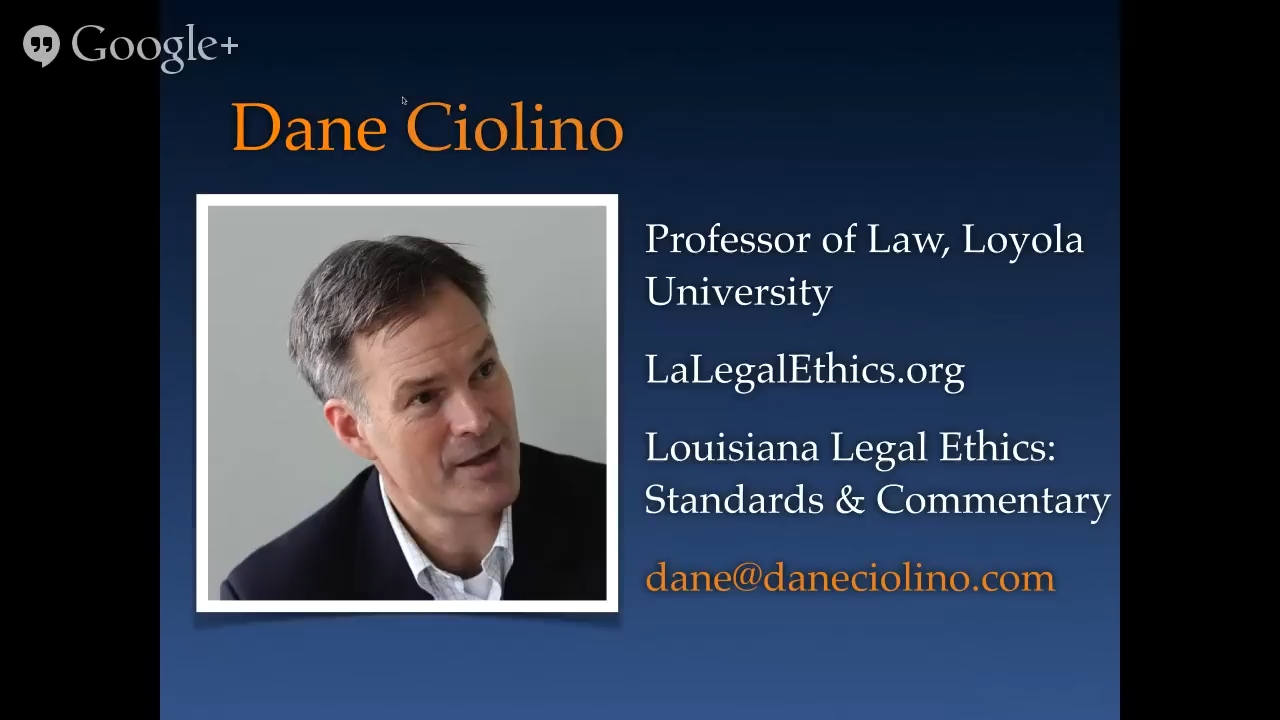 Google+
Dane Ciolino
Professor of Law, Loyola
University
LaLegalEthics.org
Louisiana Legal Ethics:
Standards & Commentary
dane@daneciolino.com